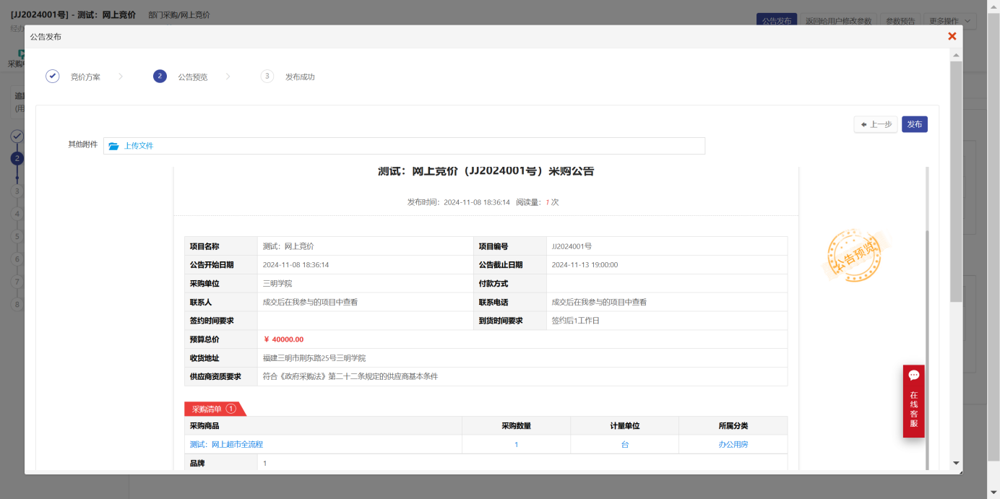 [JJ2024001号] - 测试：网上竞价 部门采购/网上竞价
公告发布 返回给用户修改参数 参数预告 更多操作
经办
公告发布
采购
竞价方案 2 公告预览 3 发布成功
追
(用
上一步 发布
其他附件 上传文件
2
3
4
5
6
7
8
测试：网上竞价（JJ2024001号）采购公告
发布时间：2024-11-08 18:36:14 阅读量：1 次
项目名称 测试：网上竞价 项目编号 JJ2024001号
公告开始日期 2024-11-08 18:36:14 公告截止日期 2024-11-13 19:00:00
采购单位 三明学院 付款方式
联系人 成交后在我参与的项目中查看 联系电话 成交后在我参与的项目中查看
签约时间要求 到货时间要求 签约后1工作日
预算总价 ￥ 40000.00
收货地址 福建三明市荆东路25号三明学院
供应商资质要求 符合《政府采购法》第二十二条规定的供应商基本条件
公告预览
采购清单 1
采购商品 采购数量 计量单位 所属分类
测试：网上超市全流程 1 台 办公用房
品牌 1
在线客服